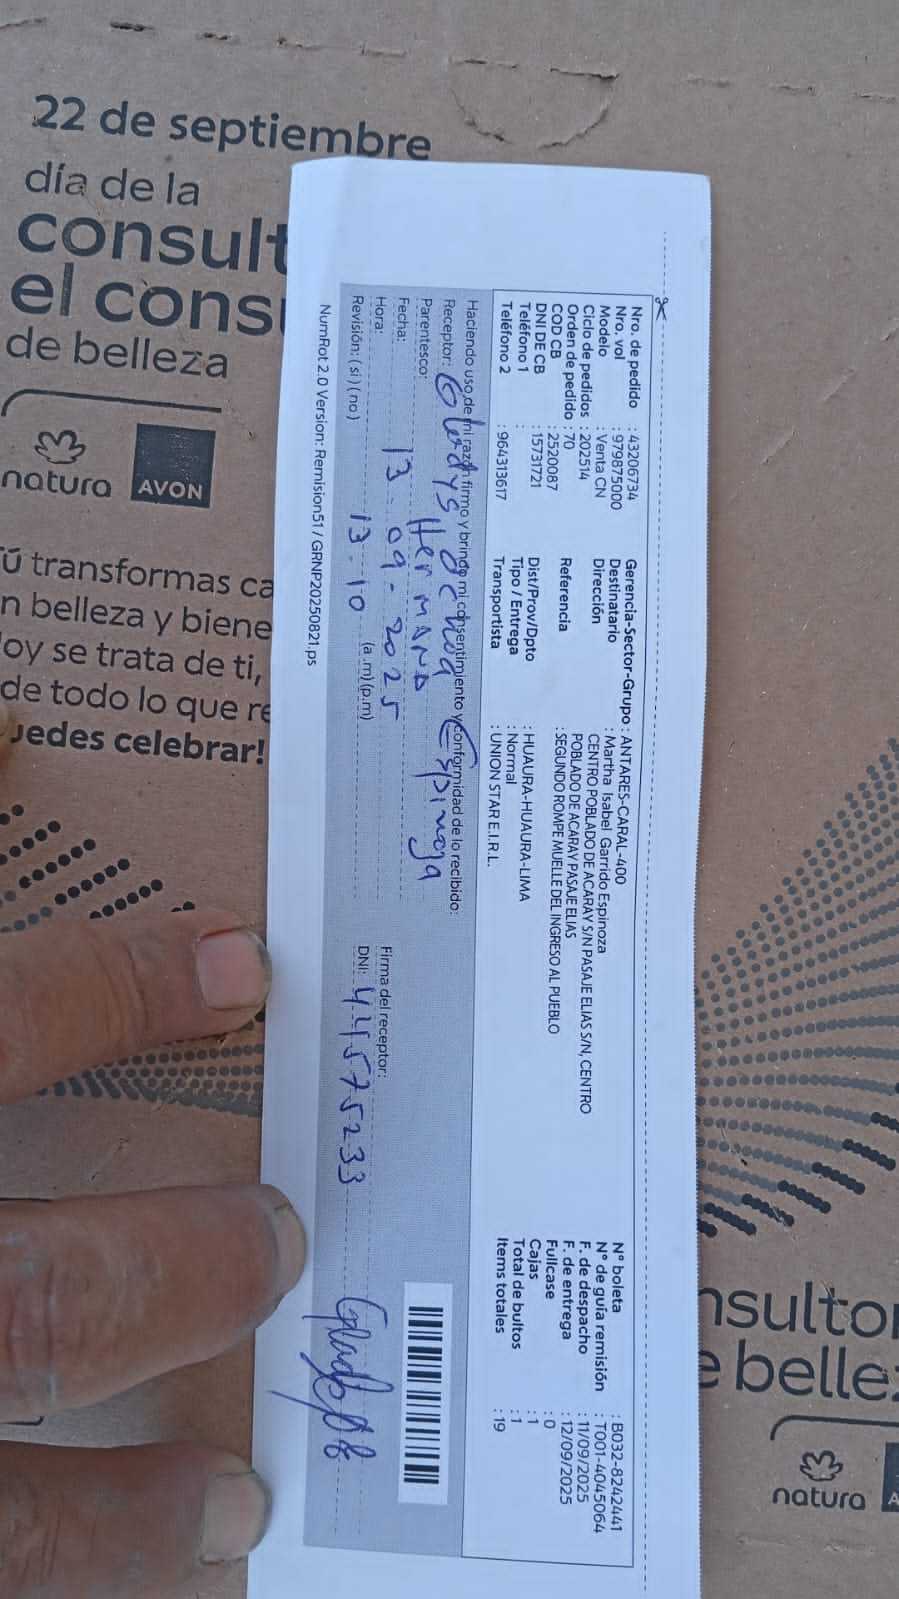 22 de septiembre
día de la
consult
el cons
de belleza
natura
AVON
ú transformas ca
n belleza y biene
oy se trata de ti,
de todo lo que re
uedes celebrar!
Nro. de pedido : 43206734
Nro. vol : 979875000
Modelo : Venta CN
Ciclo de pedidos : 202514
Orden de pedido : 70
COD CB : 2520087
DNI DE CB : 15731721
Teléfono 1 :
Teléfono 2 : 964313617
Gerencia-Sector-Grupo : ANTARES-CARAL-400
Destinatario : Martha Isabel Garrido Espinoza
Dirección CENTRO POBLADO DE ACARAY S/N PASAJE ELIAS S/N, CENTRO
POBLADO DE ACARAY PASAJE ELIAS
Referencia : SEGUNDO ROMPE MUELLE DEL INGRESO AL PUEBLO
Dist/Prov/Dpto : HUAURA-HUAURA-LIMA
Tipo / Entrega : Normal
Transportista : UNION STAR E.I.R.L.
N° boleta : B032-8242441
N° de guía remisión : T001-4045064
F. de despacho : 11/09/2025
F. de entrega : 12/09/2025
Fullcase : 0
Cajas : 1
Total de bultos : 1
Items totales : 19
Haciendo uso de mi razón firmo y brindo mi consentimiento y conformidad de lo recibido:
Receptor: Gladys ochoa Espinoza
Parentesco: Hermana
Fecha: 13-09-2025
Hora: 13-10 (a.m)(p.m)
Revisión: ( si ) ( no )
Firma del receptor:
DNI: 44575233
NumRot 2.0 Version: Remision51 / GRNP20250821.ps
nsulto
e belle
natura
A